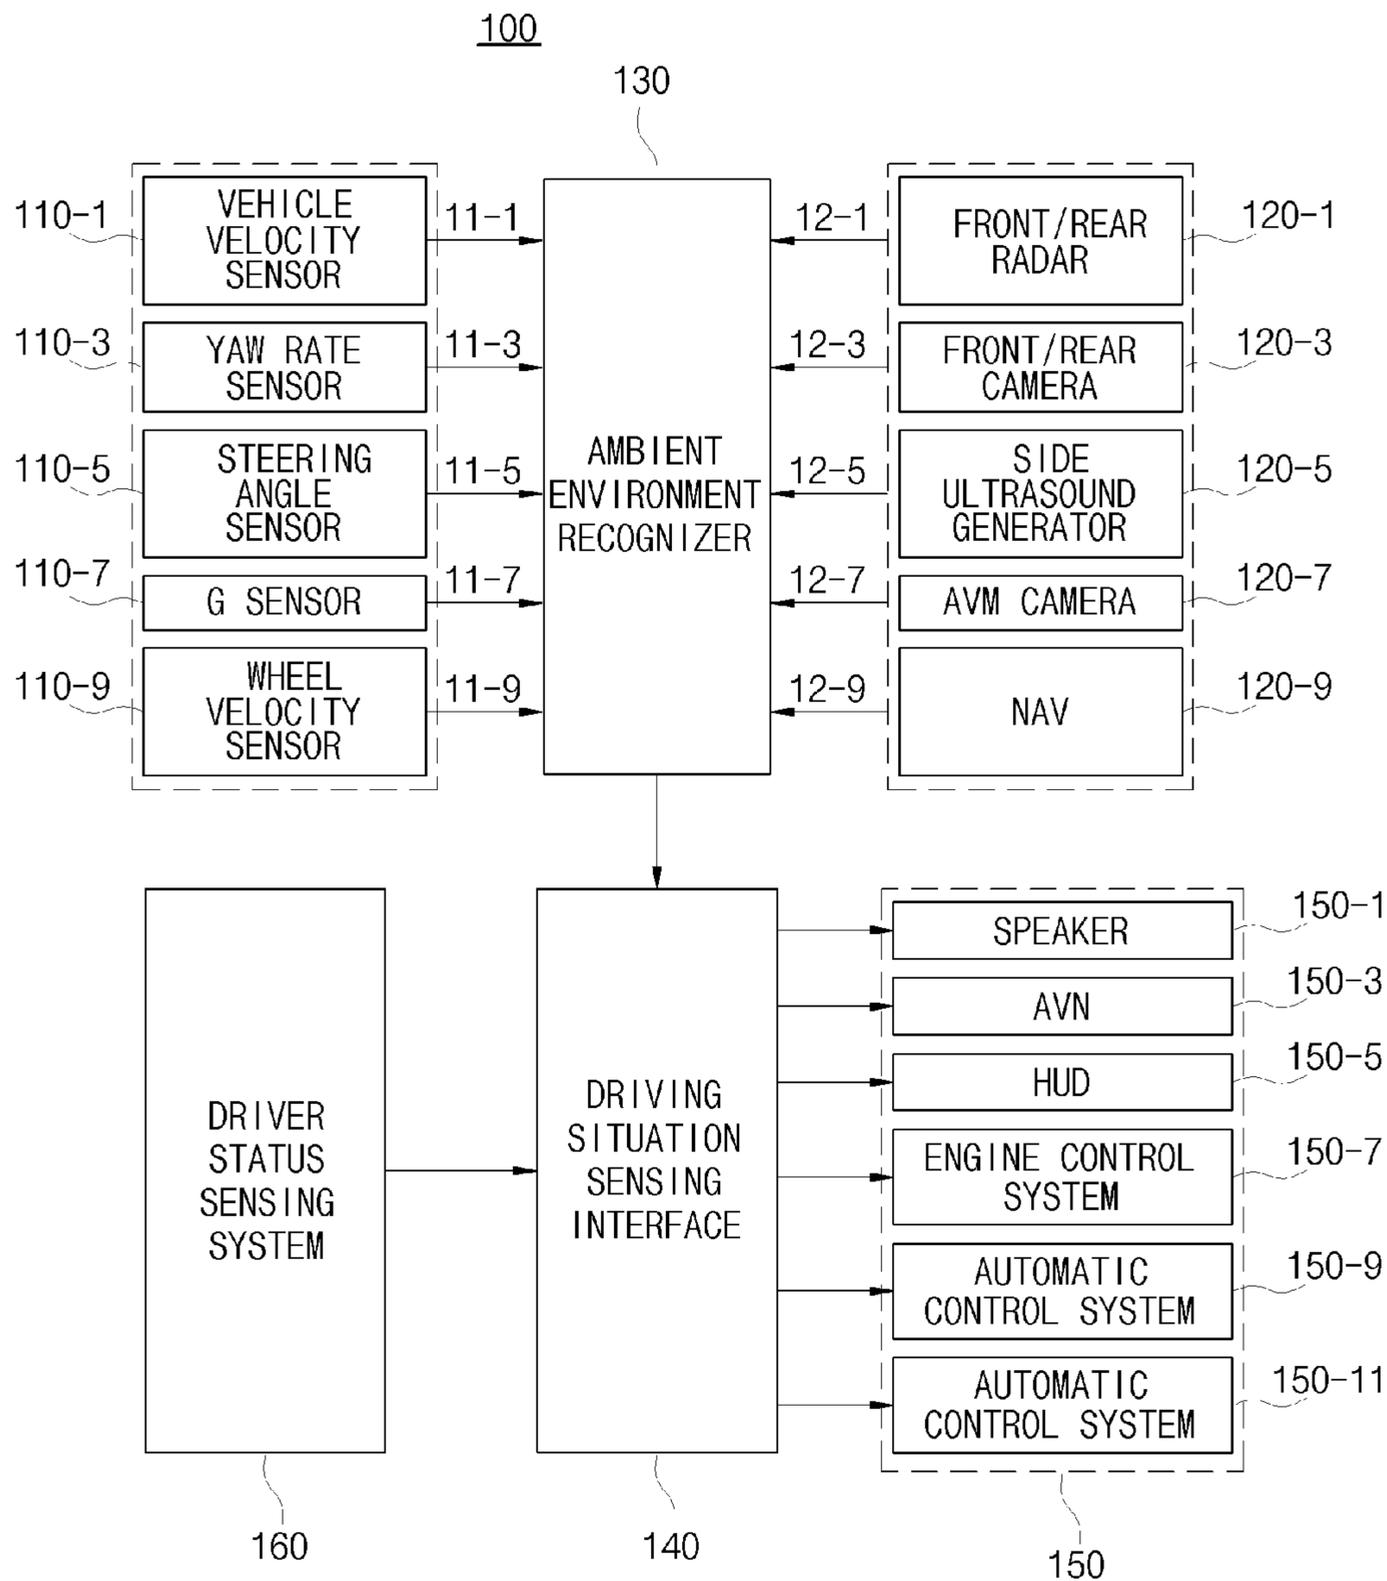 100
130
110-1
VEHICLE
VELOCITY
SENSOR
11-1
12-1
FRONT/REAR
RADAR
120-1
110-3
YAW RATE
SENSOR
11-3
12-3
FRONT/REAR
CAMERA
120-3
110-5
STEERING
ANGLE
SENSOR
11-5
AMBIENT
ENVIRONMENT
RECOGNIZER
12-5
SIDE
ULTRASOUND
GENERATOR
120-5
110-7
G SENSOR
11-7
12-7
AVM CAMERA
120-7
110-9
WHEEL
VELOCITY
SENSOR
11-9
12-9
NAV
120-9
DRIVER
STATUS
SENSING
SYSTEM
DRIVING
SITUATION
SENSING
INTERFACE
SPEAKER
150-1
AVN
150-3
HUD
150-5
ENGINE CONTROL
SYSTEM
150-7
AUTOMATIC
CONTROL SYSTEM
150-9
AUTOMATIC
CONTROL SYSTEM
150-11
160
140
150